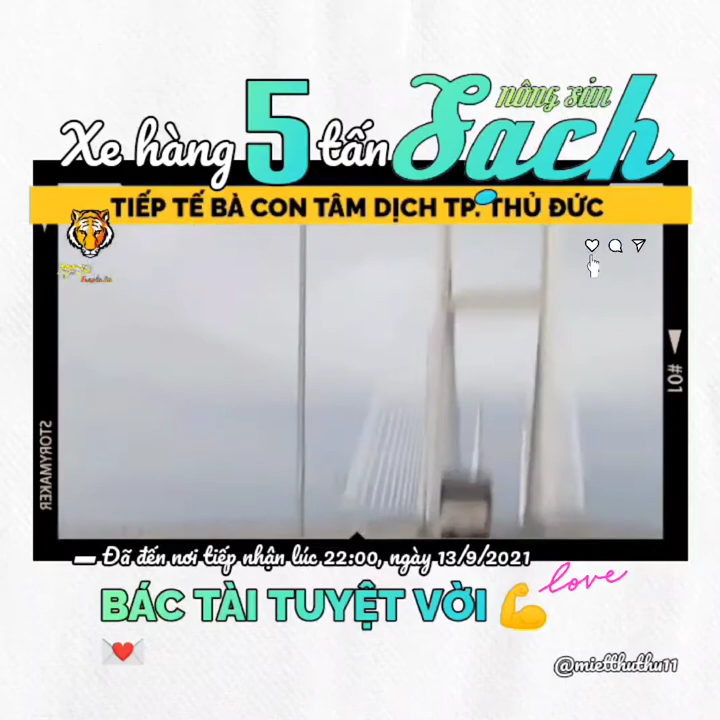 Xe hàng 5 tấn Sạch
nông sản
TIẾP TẾ BÀ CON TÂM DỊCH TP. THỦ ĐỨC
#01
STORYMAKER
Đã đến nơi tiếp nhận lúc 22:00, ngày 13/9/2021
love
BÁC TÀI TUYỆT VỜI
@mietthuthu11